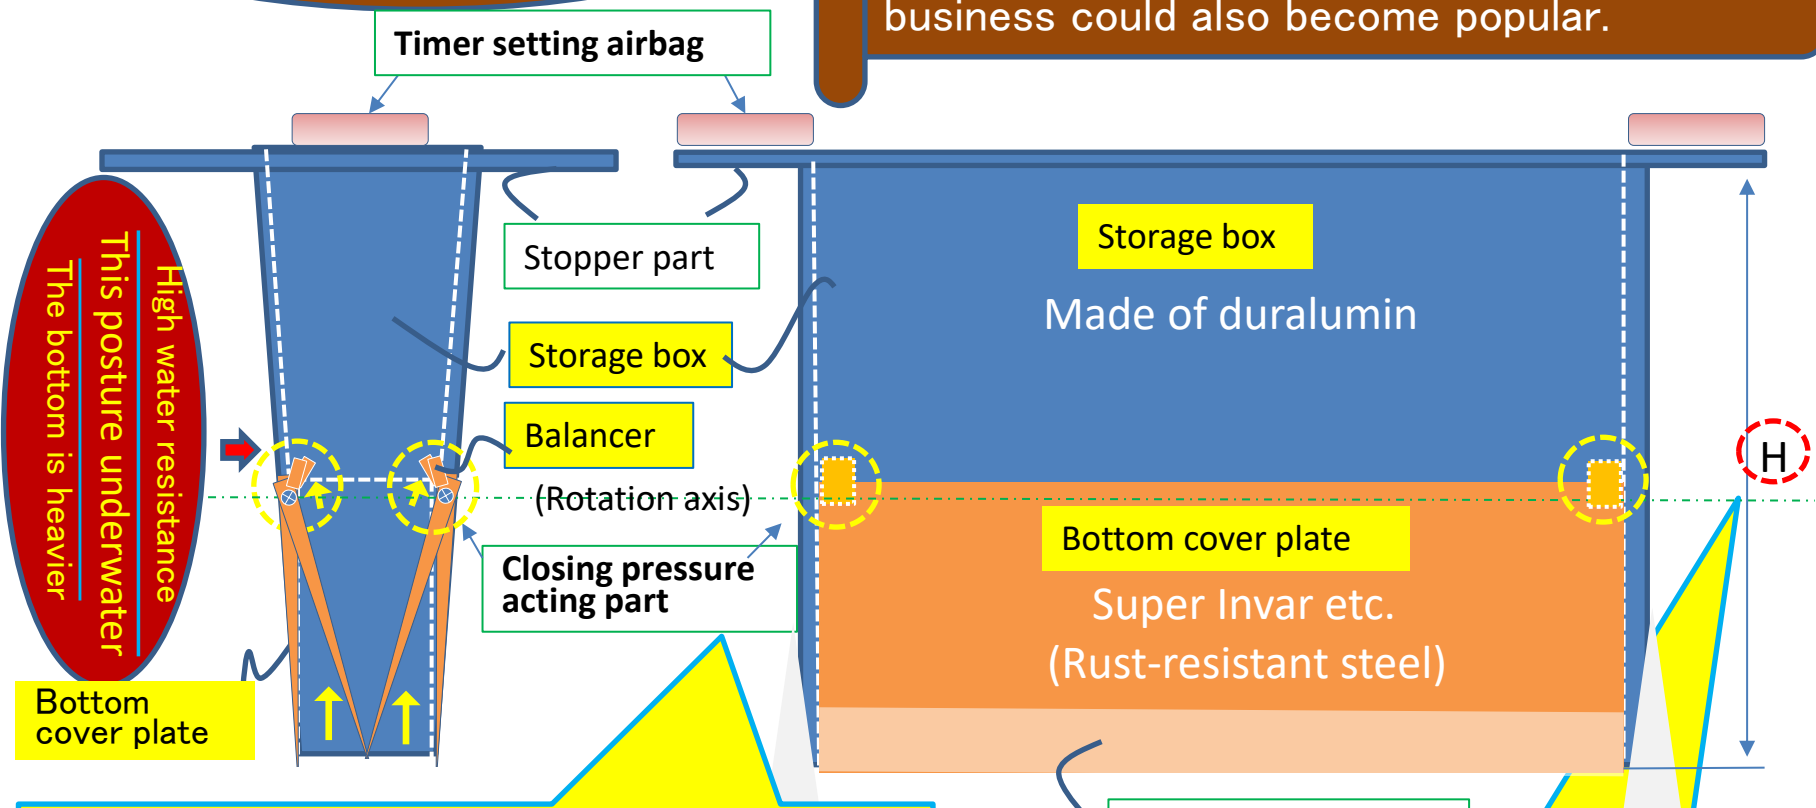 business could also become popular.
Timer setting airbag
Stopper part
Storage box
Made of duralumin
Storage box
High water resistance
This posture underwater
The bottom is heavier
Balancer
(Rotation axis)
H
Closing pressure
acting part
Bottom cover plate
Super Invar etc.
(Rust-resistant steel)
Bottom
cover plate